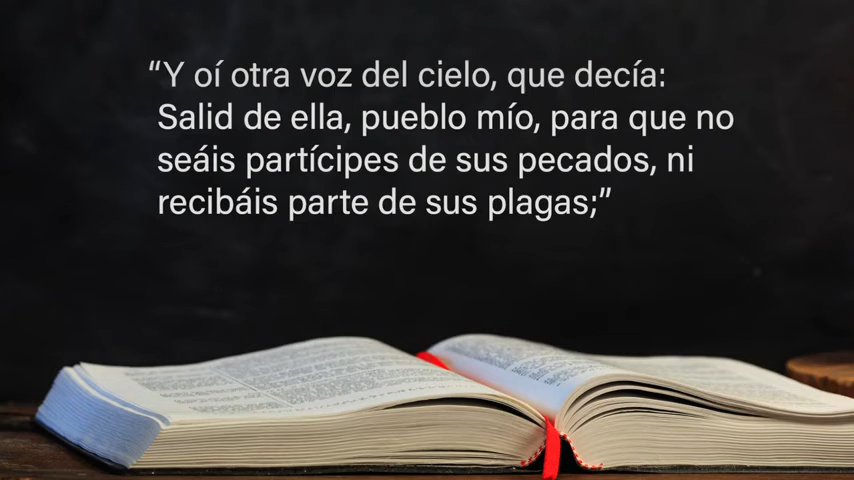 “Y oí otra voz del cielo, que decía:
Salid de ella, pueblo mío, para que no
seáis partícipes de sus pecados, ni
recibáis parte de sus plagas;”